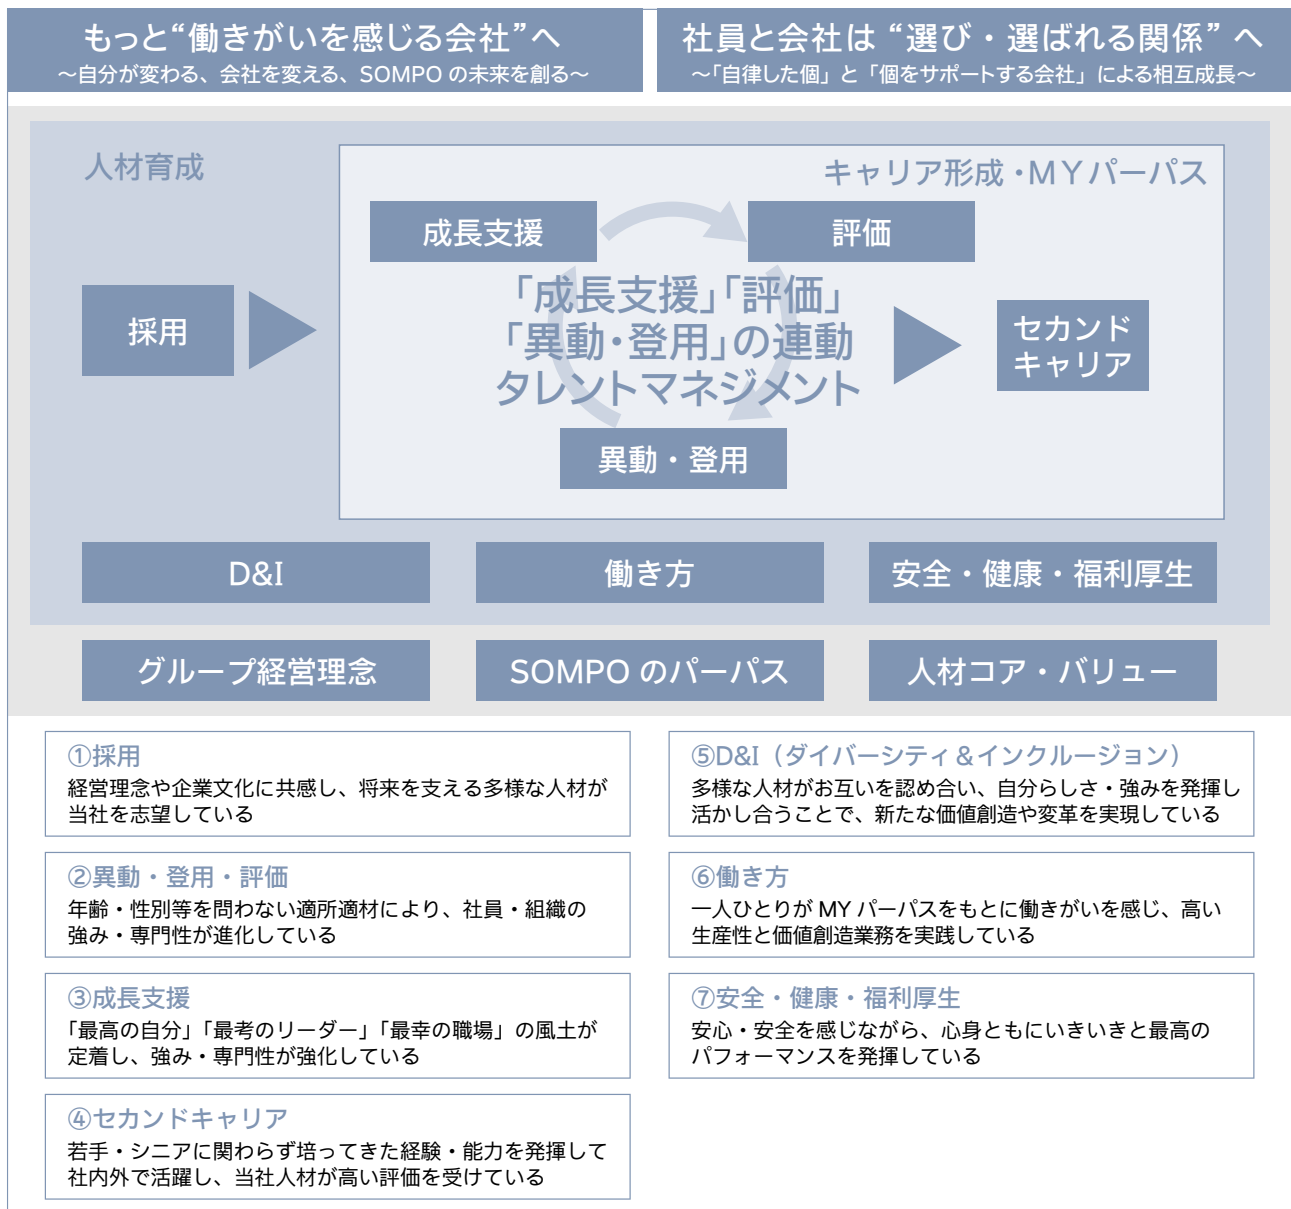 もっと“働きがいを感じる会社”へ
〜自分が変わる、会社を変える、SOMPO の未来を創る〜
社員と会社は “選び・選ばれる関係” へ
〜「自律した個」と「個をサポートする会社」による相互成長〜
人材育成
キャリア形成・MYパーパス
成長支援
評価
採用
「成長支援」「評価」
「異動・登用」の連動
タレントマネジメント
セカンド
キャリア
異動・登用
D&I
働き方
安全・健康・福利厚生
グループ経営理念
SOMPO のパーパス
人材コア・バリュー
①採用
経営理念や企業文化に共感し、将来を支える多様な人材が
当社を志望している
②異動・登用・評価
年齢・性別等を問わない適所適材により、社員・組織の
強み・専門性が進化している
③成長支援
「最高の自分」「最考のリーダー」「最幸の職場」の風土が
定着し、強み・専門性が強化している
④セカンドキャリア
若手・シニアに関わらず培ってきた経験・能力を発揮して
社内外で活躍し、当社人材が高い評価を受けている
⑤D&I（ダイバーシティ＆インクルージョン）
多様な人材がお互いを認め合い、自分らしさ・強みを発揮し
活かし合うことで、新たな価値創造や変革を実現している
⑥働き方
一人ひとりが MY パーパスをもとに働きがいを感じ、高い
生産性と価値創造業務を実践している
⑦安全・健康・福利厚生
安心・安全を感じながら、心身ともにいきいきと最高の
パフォーマンスを発揮している